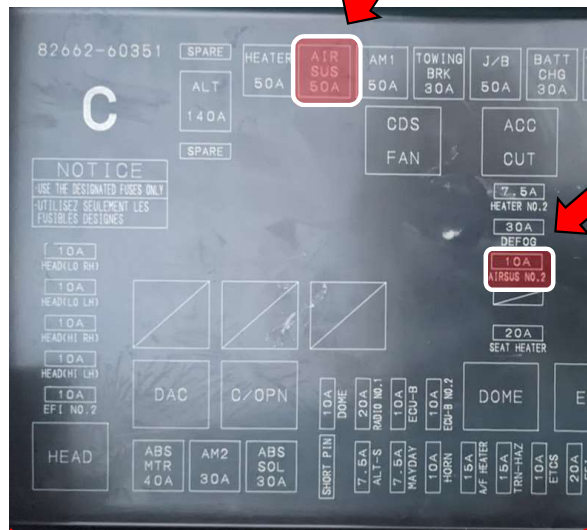 82662-60351
SPARE
HEATER
50A
AIR
SUS
50A
AM1
50A
TOWING
BRK
30A
J/B
50A
BATT
CHG
30A
ALT
140A
SPARE
C
CDS
FAN
ACC
CUT
NOTICE
-USE THE DESIGNATED FUSES ONLY
-UTILISEZ SEULEMENT LES
FUSIBLES DESIGNES
7.5A
HEATER NO.2
30A
DEFOG
10A
AIRSUS NO.2
20A
SEAT HEATER
10A
HEAD(LO RH)
10A
HEAD(LO LH)
10A
HEAD(HI RH)
10A
HEAD(HI LH)
10A
EFI NO.2
DAC
C/OPN
10A
DOME
20A
RADIO NO.1
10A
ECU-B
10A
ECU-B NO.2
DOME
HEAD
ABS
MTR
40A
AM2
30A
ABS
SOL
30A
SHORT PIN
7.5A
ALT-S
7.5A
MAYDAY
10A
HORN
15A
A/F HEATER
15A
TRN-HAZ
10A
ETCS
20A